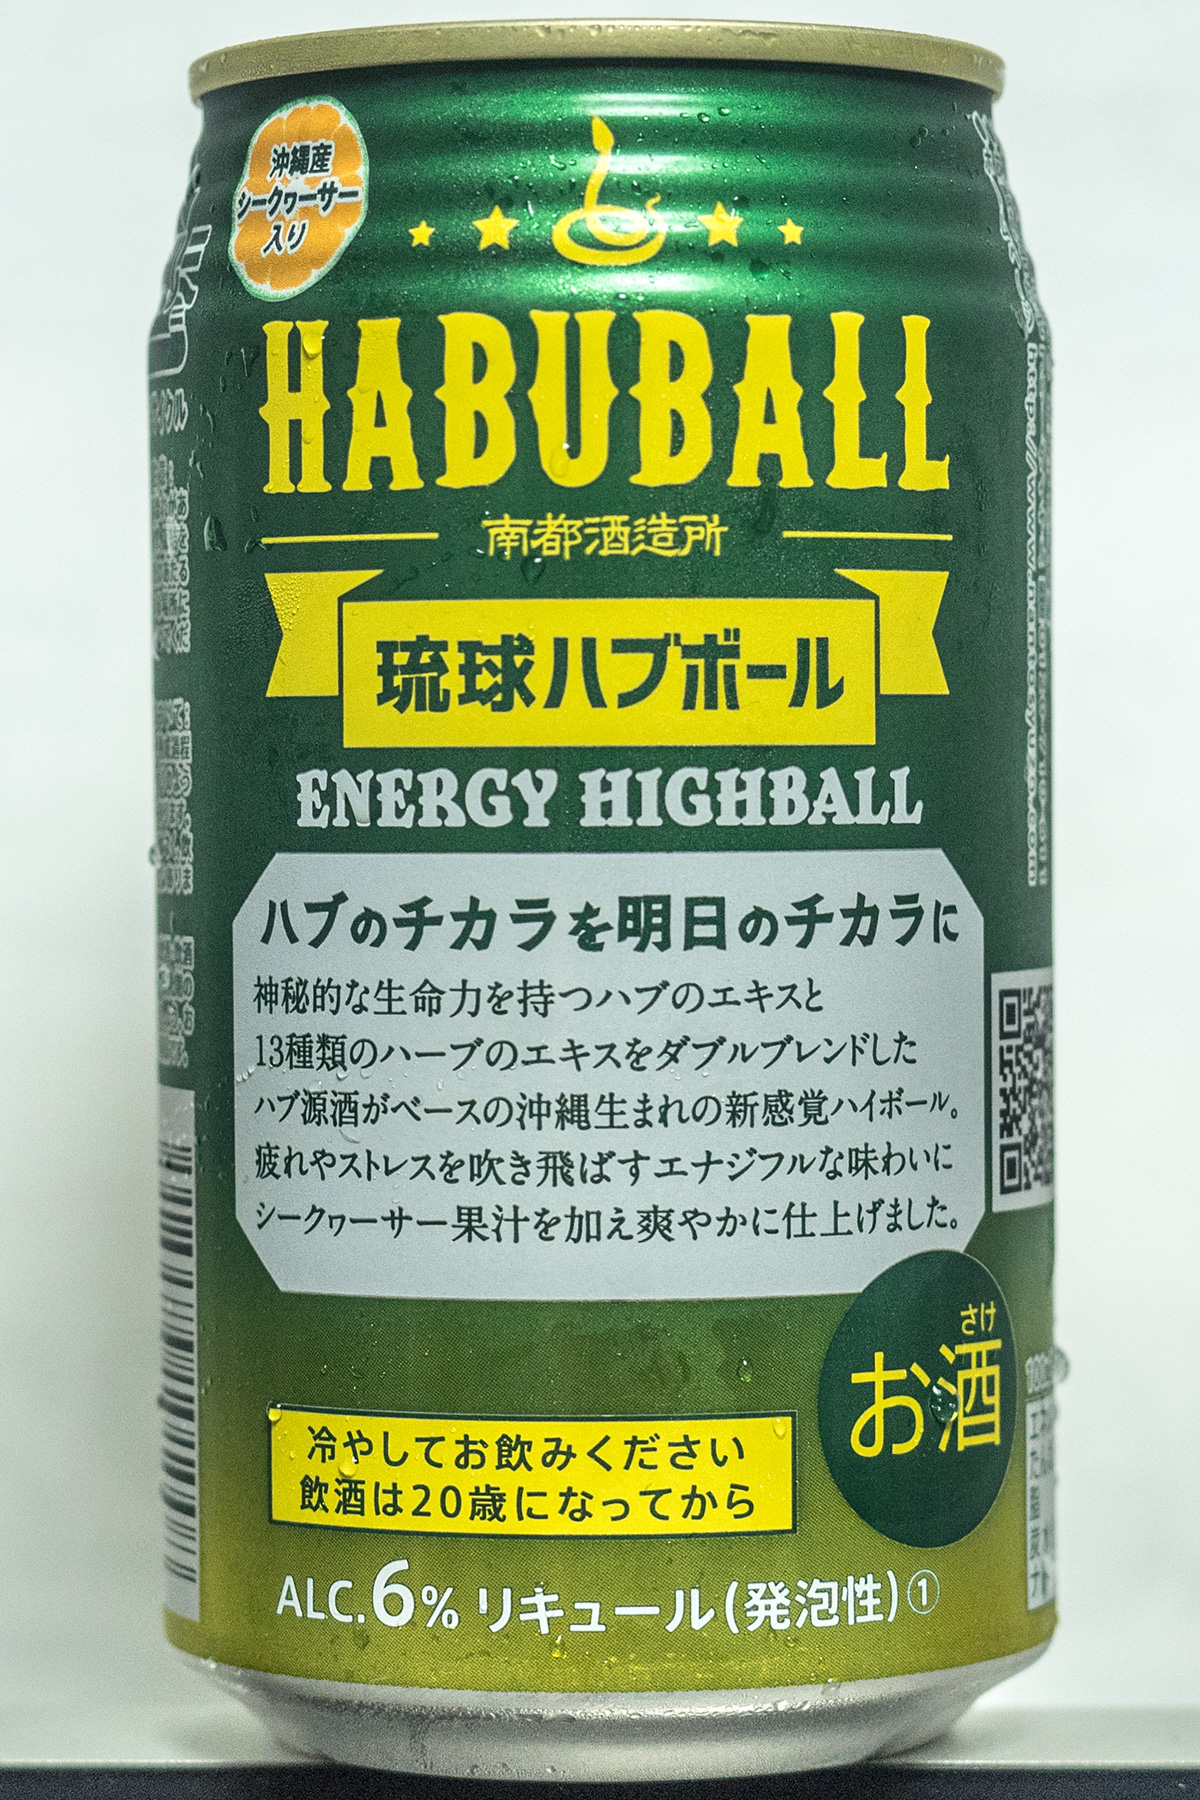 沖縄産
シークヮーサー
入り
HABUBALL
南都酒造所
琉球ハブボール
ENERGY HIGHBALL
ハブのチカラを明日のチカラに
神秘的な生命力を持つハブのエキスと
13種類のハーブのエキスをダブルブレンドした
ハブ源酒がベースの沖縄生まれの新感覚ハイボール。
疲れやストレスを吹き飛ばすエナジフルな味わいに
シークヮーサー果汁を加え爽やかに仕上げました。
さけ
お酒
冷やしてお飲みください
飲酒は20歳になってから
ALC.6% リキュール(発泡性)①